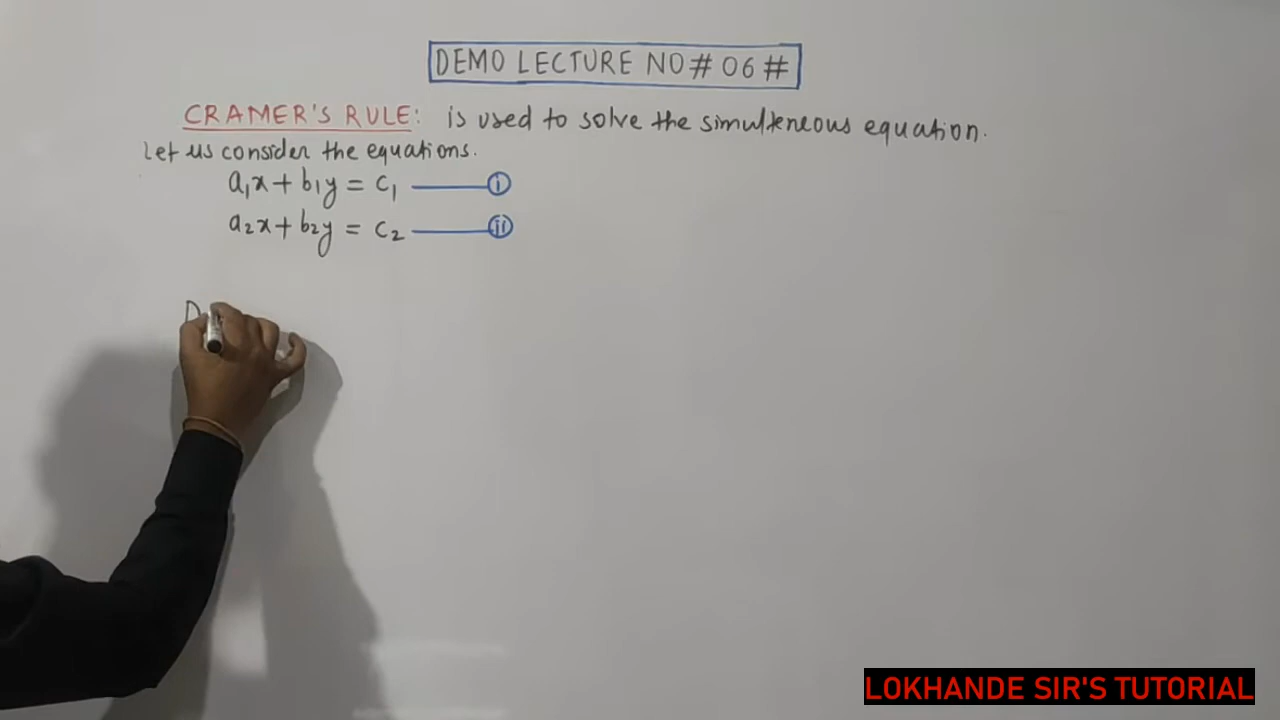 DEMO LECTURE NO# 06#
CRAMER'S RULE: is used to solve the simulteneous equation.
Let us consider the equations.
a₁x + b₁y = c₁ ——— ⓘ
a₂x + b₂y = c₂ ——— ⓘⓘ
D
LOKHANDE SIR'S TUTORIAL